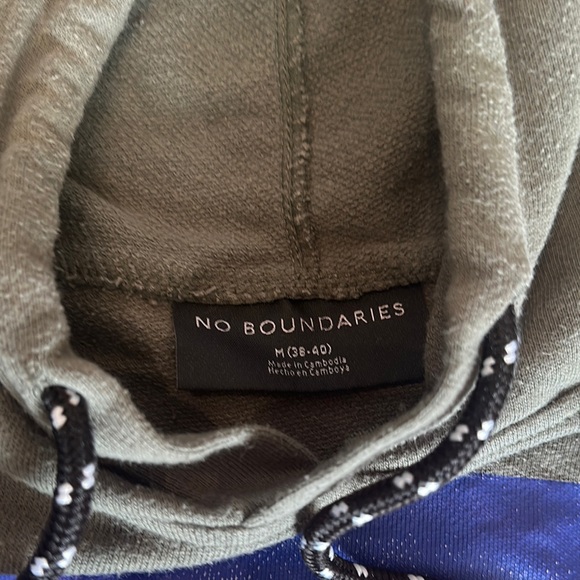 NO BOUNDARIES
M (38-40)
Made in Cambodia
Hecho en Camboya